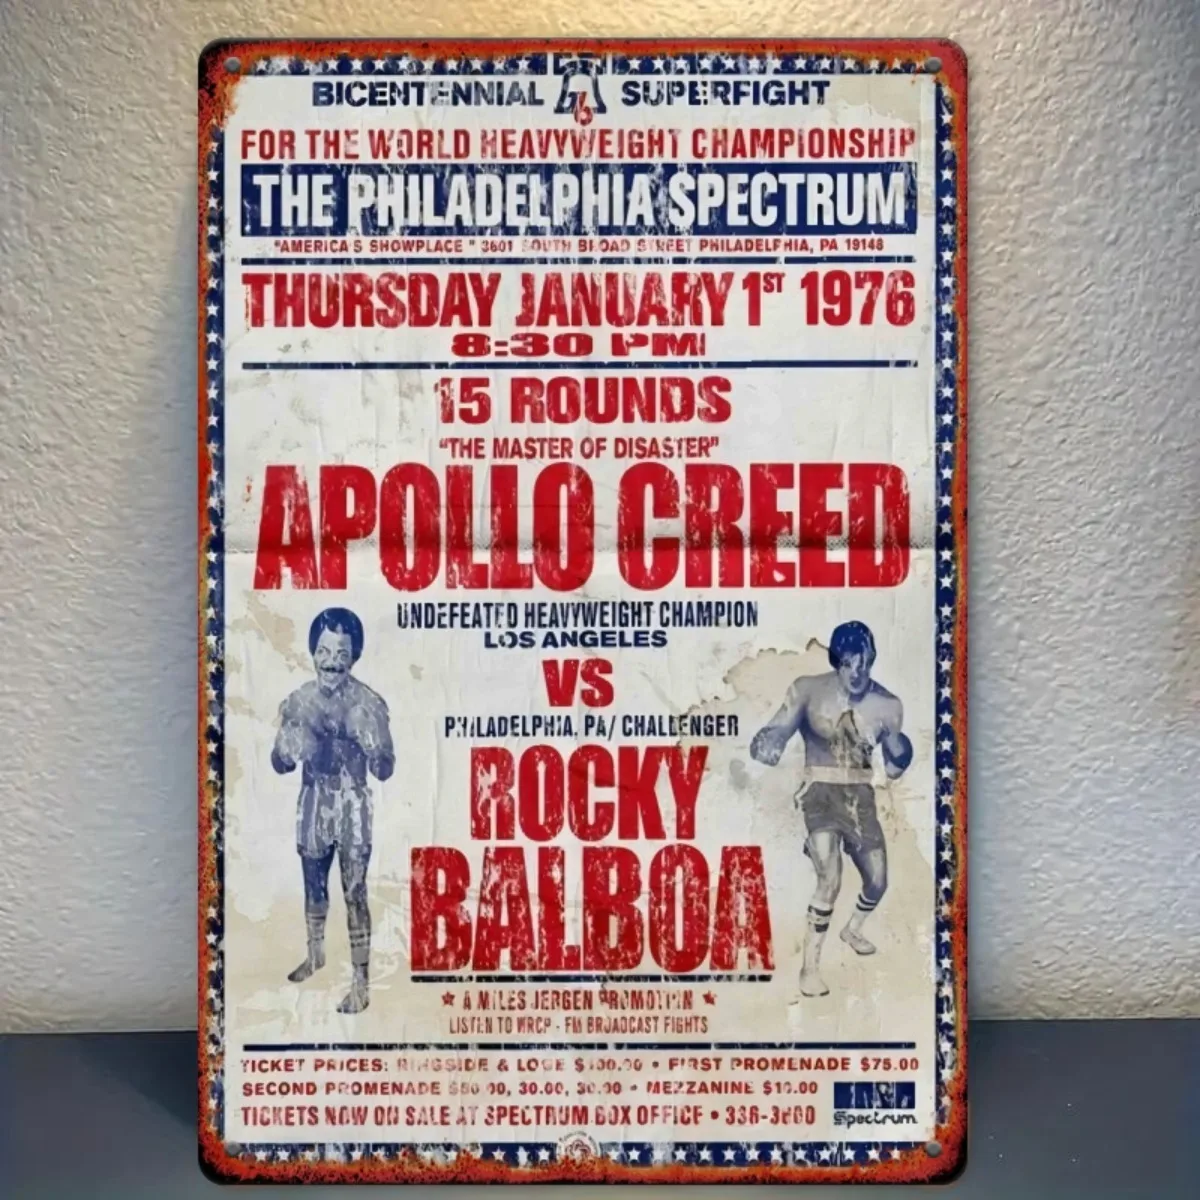 BICENTENNIAL 76 SUPERFIGHT
FOR THE WORLD HEAVYWEIGHT CHAMPIONSHIP
THE PHILADELPHIA SPECTRUM
"AMERICA'S SHOWPLACE" 3601 SOUTH BROAD STREET PHILADELPHIA, PA 19148
THURSDAY JANUARY 1ST 1976
8:30 PM
15 ROUNDS
"THE MASTER OF DISASTER"
APOLLO CREED
UNDEFEATED HEAVYWEIGHT CHAMPION
LOS ANGELES
VS
PHILADELPHIA, PA/ CHALLENGER
ROCKY
BALBOA
★ A MILES JERGEN PROMOTION ★
LISTEN TO WRCP - FM BROADCAST FIGHTS
TICKET PRICES: RINGSIDE & LOGE $100.00 • FIRST PROMENADE $75.00
SECOND PROMENADE $50.00, 30.00, 30.00 • MEZZANINE $10.00
TICKETS NOW ON SALE AT SPECTRUM BOX OFFICE •
Spectrum